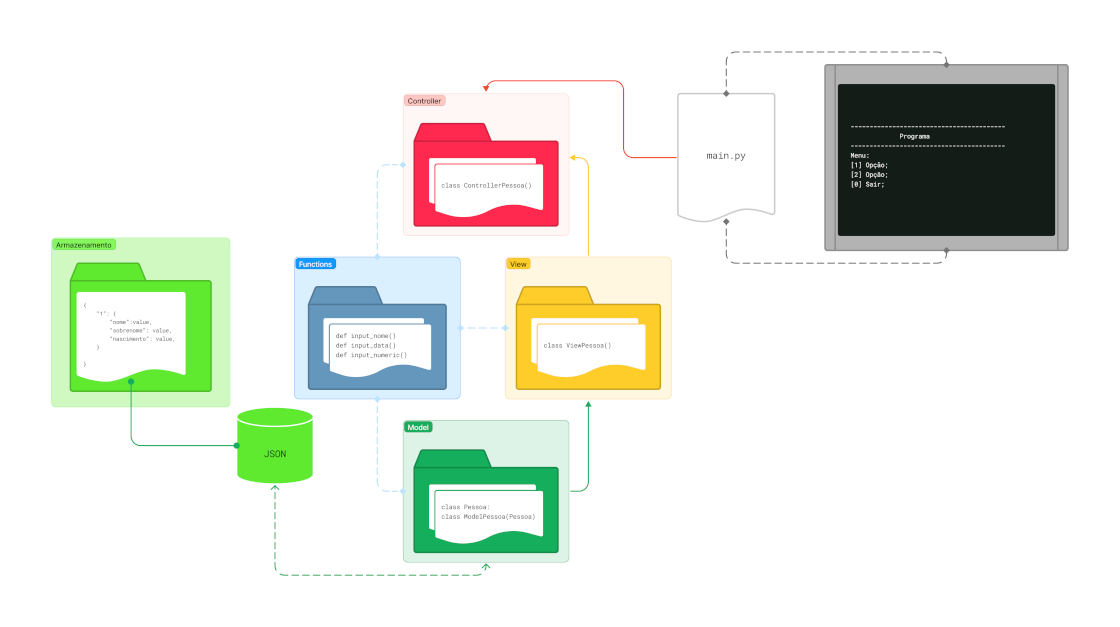 Controller
class ControllerPessoa()
main.py
-----------------------------------------
Programa
-----------------------------------------
Menu:
[1] Opção;
[2] Opção;
[0] Sair;
Armazenamento
{
"1": {
"nome":value,
"sobrenome": value,
"nascimento": value,
}
}
Functions
def input_nome()
def input_data()
def input_numeric()
View
class ViewPessoa()
JSON
Model
class Pessoa:
class ModelPessoa(Pessoa)